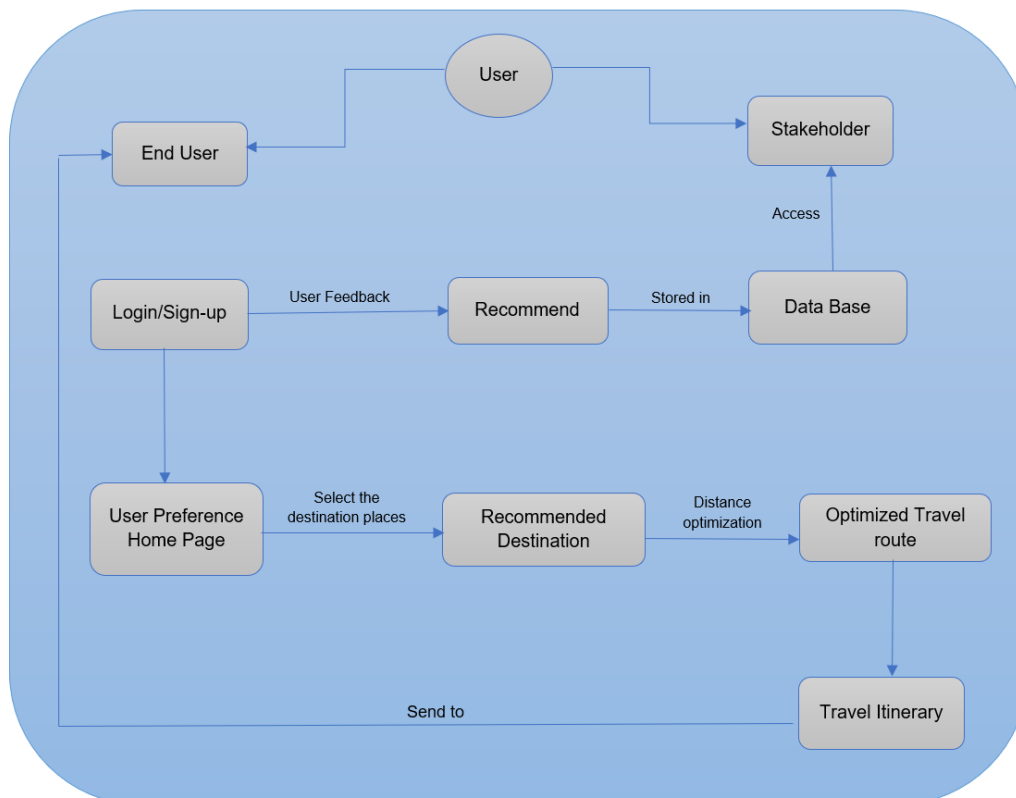 User
End User
Stakeholder
Access
Login/Sign-up
User Feedback
Recommend
Stored in
Data Base
User Preference
Home Page
Select the
destination places
Recommended
Destination
Distance
optimization
Optimized Travel
route
Send to
Travel Itinerary